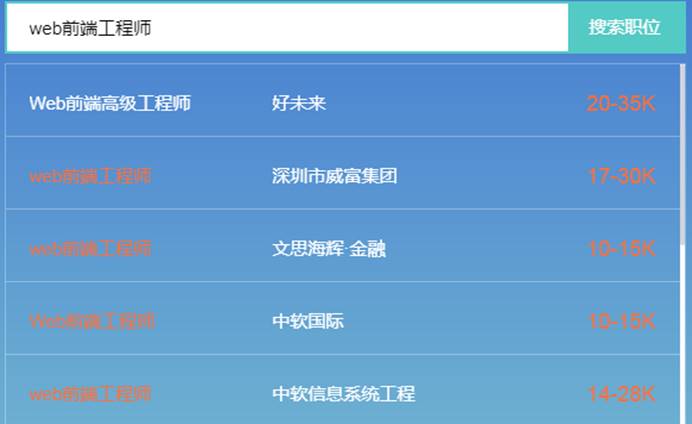 web前端工程师 搜索职位
Web前端高级工程师 好未来 20-35K
web前端工程师 深圳市威富集团 17-30K
web前端工程师 文思海辉·金融 10-15K
Web前端工程师 中软国际 10-15K
web前端工程师 中软信息系统工程 14-28K